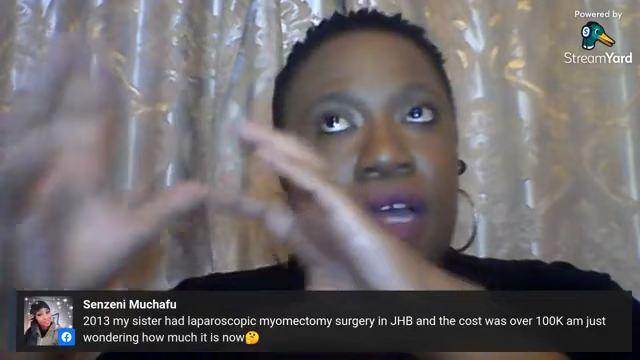 Powered by
StreamYard
Senzeni Muchafu
2013 my sister had laparoscopic myomectomy surgery in JHB and the cost was over 100K am just
wondering how much it is now🤔